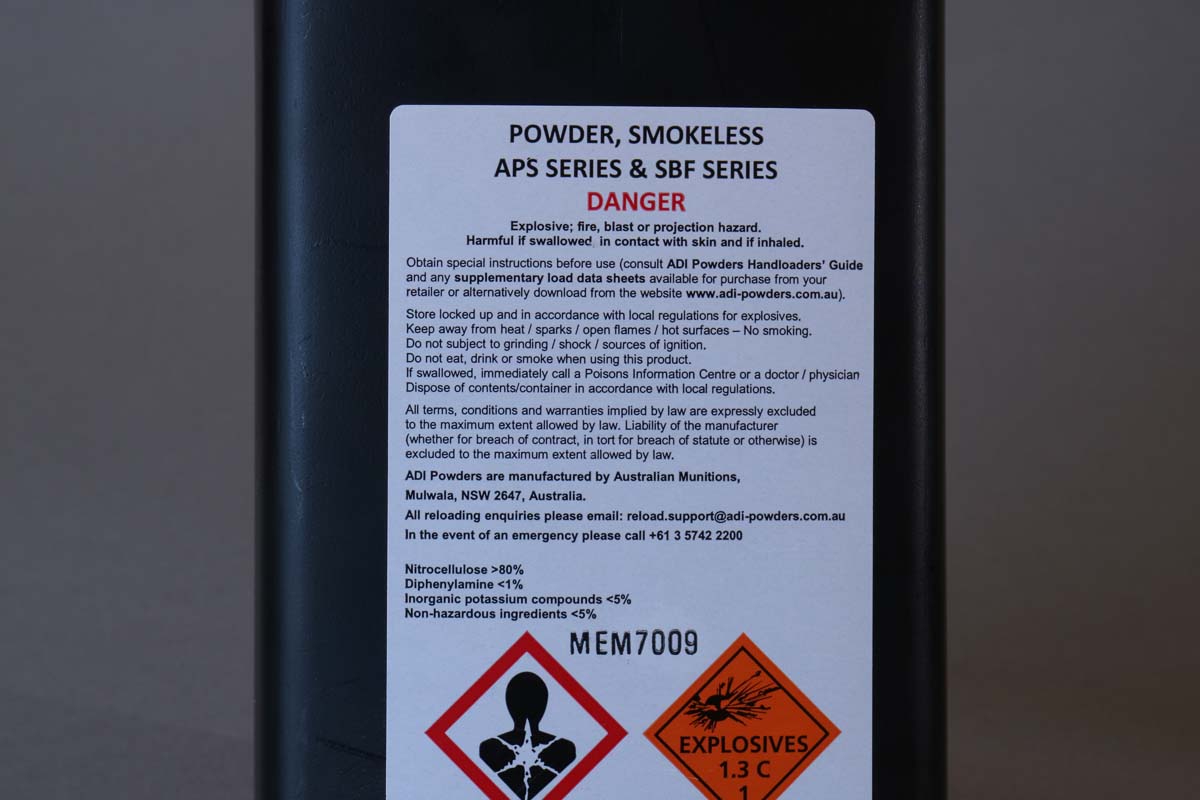 POWDER, SMOKELESS
APS SERIES & SBF SERIES
DANGER
Explosive; fire, blast or projection hazard.
Harmful if swallowed, in contact with skin and if inhaled.
Obtain special instructions before use (consult ADI Powders Handloaders' Guide
and any supplementary load data sheets available for purchase from your
retailer or alternatively download from the website www.adi-powders.com.au).
Store locked up and in accordance with local regulations for explosives.
Keep away from heat / sparks / open flames / hot surfaces – No smoking.
Do not subject to grinding / shock / sources of ignition.
Do not eat, drink or smoke when using this product.
If swallowed, immediately call a Poisons Information Centre or a doctor / physician
Dispose of contents/container in accordance with local regulations.
All terms, conditions and warranties implied by law are expressly excluded
to the maximum extent allowed by law. Liability of the manufacturer
(whether for breach of contract, in tort for breach of statute or otherwise) is
excluded to the maximum extent allowed by law.
ADI Powders are manufactured by Australian Munitions,
Mulwala, NSW 2647, Australia.
All reloading enquiries please email: reload.support@adi-powders.com.au
In the event of an emergency please call +61 3 5742 2200
Nitrocellulose >80%
Diphenylamine <1%
Inorganic potassium compounds <5%
Non-hazardous ingredients <5%
MEM7009
EXPLOSIVES
1.3 C
1